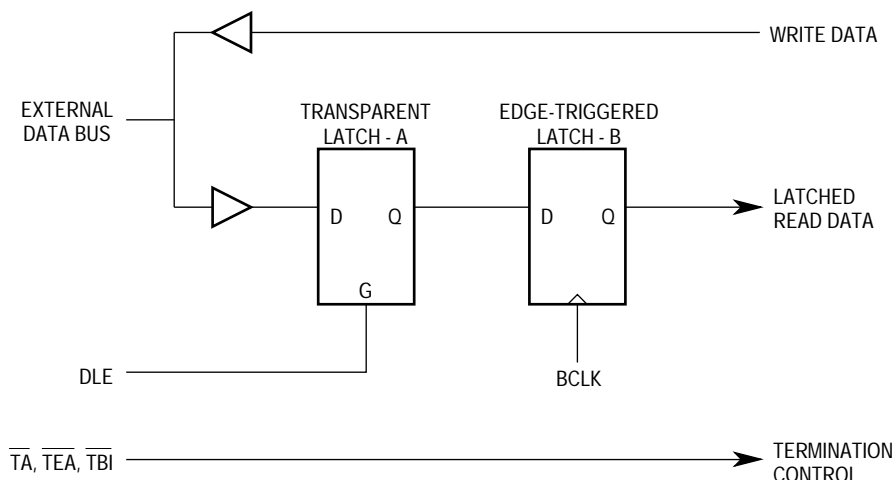 WRITE DATA
EXTERNAL
DATA BUS
TRANSPARENT
LATCH - A
EDGE-TRIGGERED
LATCH - B
D Q
G
D Q
LATCHED
READ DATA
DLE
BCLK
TA, TEA, TBI
TERMINATION
CONTROL